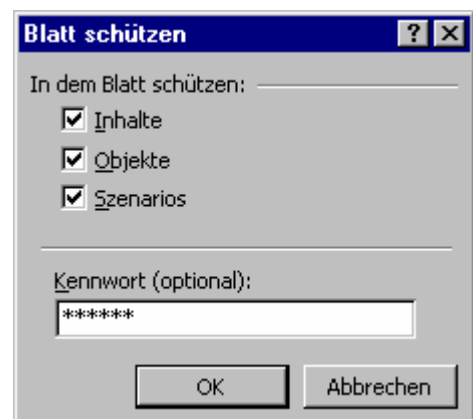 Blatt schützen
In dem Blatt schützen:
Inhalte
Objekte
Szenarios
Kennwort (optional):
******
OK Abbrechen